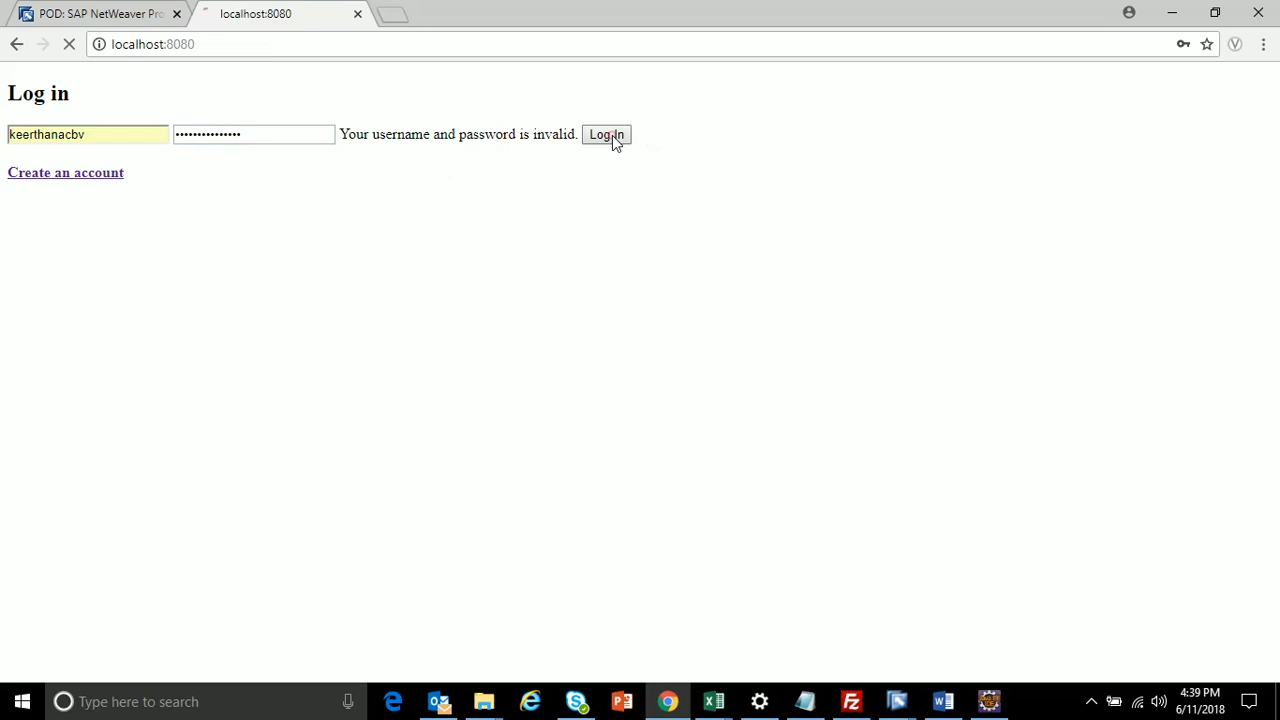 POD: SAP NetWeaver Pro
localhost:8080
localhost:8080
Log in
keerthanacbv
•••••••••••••••
Your username and password is invalid.
Log In
Create an account
Type here to search
4:39 PM
6/11/2018